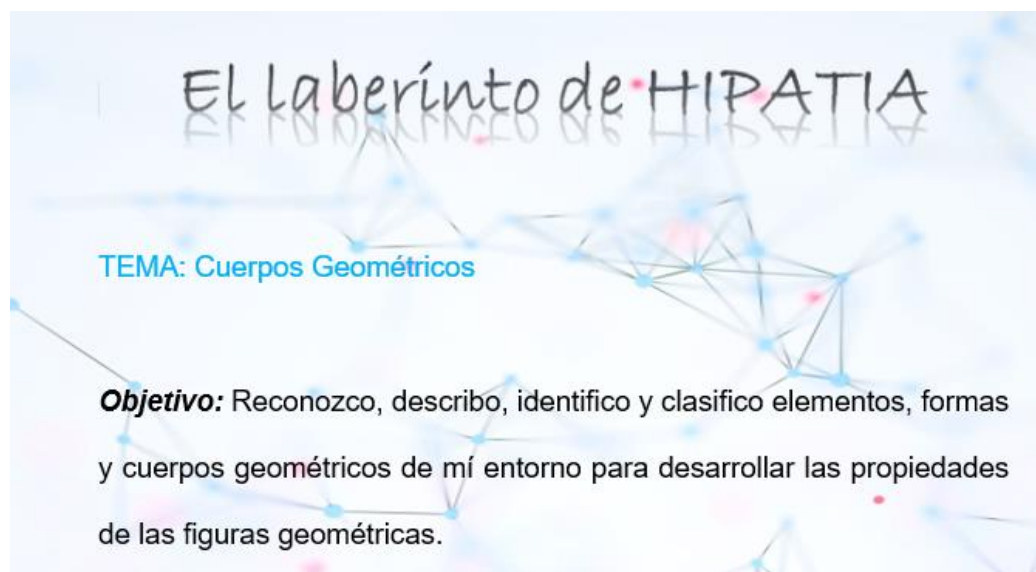 El laberinto de HIPATIA
TEMA: Cuerpos Geométricos
Objetivo: Reconozco, describo, identifico y clasifico elementos, formas
y cuerpos geométricos de mí entorno para desarrollar las propiedades
de las figuras geométricas.